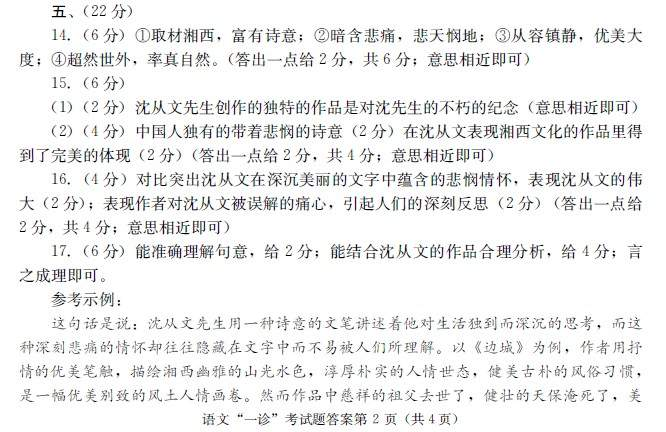 五、（22 分）
14.（6 分）①取材湘西，富有诗意；②暗含悲痛，悲天悯地；③从容镇静，优美大
度；④超然世外，率真自然。（答出一点给 2 分，共 6 分；意思相近即可）
15.（6 分）
（1）（2 分）沈从文先生创作的独特的作品是对沈先生的不朽的纪念（意思相近即可）
（2）（4 分）中国人独有的带着悲悯的诗意（2 分）在沈从文表现湘西文化的作品里得
到了完美的体现（2 分）（答出一点给 2 分，共 4 分；意思相近即可）
16.（4 分）对比突出沈从文在深沉美丽的文字中蕴含的悲悯情怀，表现沈从文的伟
大（2 分）；表现作者对沈从文被误解的痛心，引起人们的深刻反思（2 分）（答出一点给
2 分，共 4 分；意思相近即可）
17.（6 分）能准确理解句意，给 2 分；能结合沈从文的作品合理分析，给 4 分；言
之成理即可。
参考示例：
这句话是说：沈从文先生用一种诗意的文笔讲述着他对生活独到而深沉的思考，而这
种深刻悲痛的情怀却往往隐藏在文字中而不易被人们所理解。以《边城》为例，作者用抒
情的优美笔触，描绘湘西幽雅的山光水色，淳厚朴实的人情世态，健美古朴的风俗习惯，
是一幅优美别致的风土人情画卷。然而作品中慈祥的祖父去世了，健壮的天保淹死了，美
语文“一诊”考试题答案第 2 页（共 4 页）